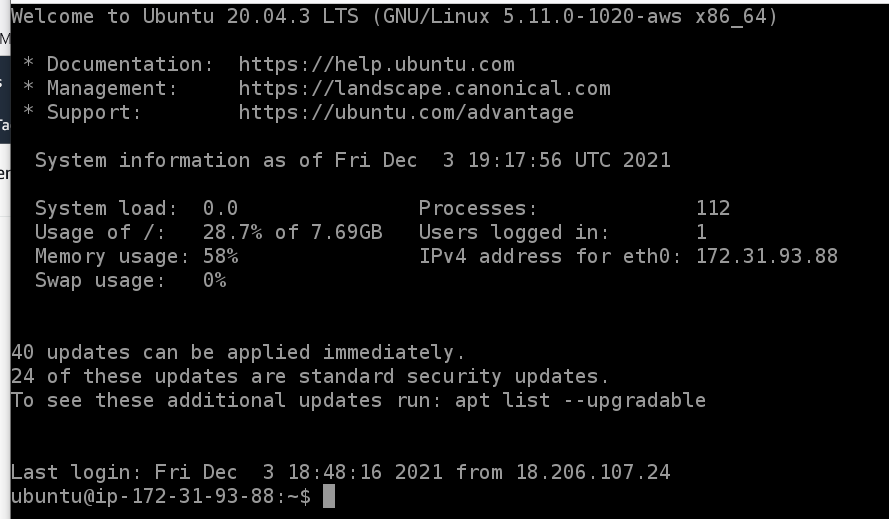 Welcome to Ubuntu 20.04.3 LTS (GNU/Linux 5.11.0-1020-aws x86_64)
* Documentation: https://help.ubuntu.com
* Management: https://landscape.canonical.com
* Support: https://ubuntu.com/advantage
System information as of Fri Dec 3 19:17:56 UTC 2021
System load: 0.0 Processes: 112
Usage of /: 28.7% of 7.69GB Users logged in: 1
Memory usage: 58% IPv4 address for eth0: 172.31.93.88
Swap usage: 0%
40 updates can be applied immediately.
24 of these updates are standard security updates.
To see these additional updates run: apt list --upgradable
Last login: Fri Dec 3 18:48:16 2021 from 18.206.107.24
ubuntu@ip-172-31-93-88:~$